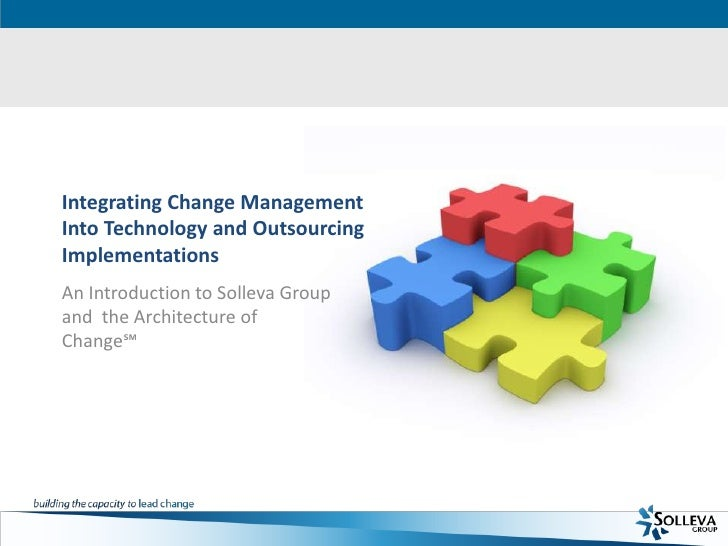 Integrating Change Management
Into Technology and Outsourcing
Implementations
An Introduction to Solleva Group
and the Architecture of
Change℠
building the capacity to lead change
SOLLEVA
GROUP